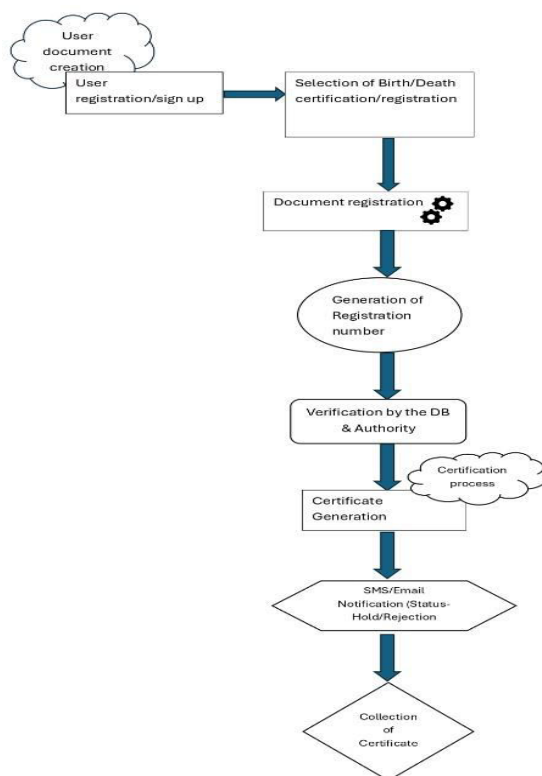 User
document
creation
User
registration/sign up
Selection of Birth/Death
certification/registration
Document registration
Generation of
Registration
number
Verification by the DB
& Authority
Certification
process
Certificate
Generation
SMS/Email
Notification (Status-
Hold/Rejection
Collection
of
Certificate